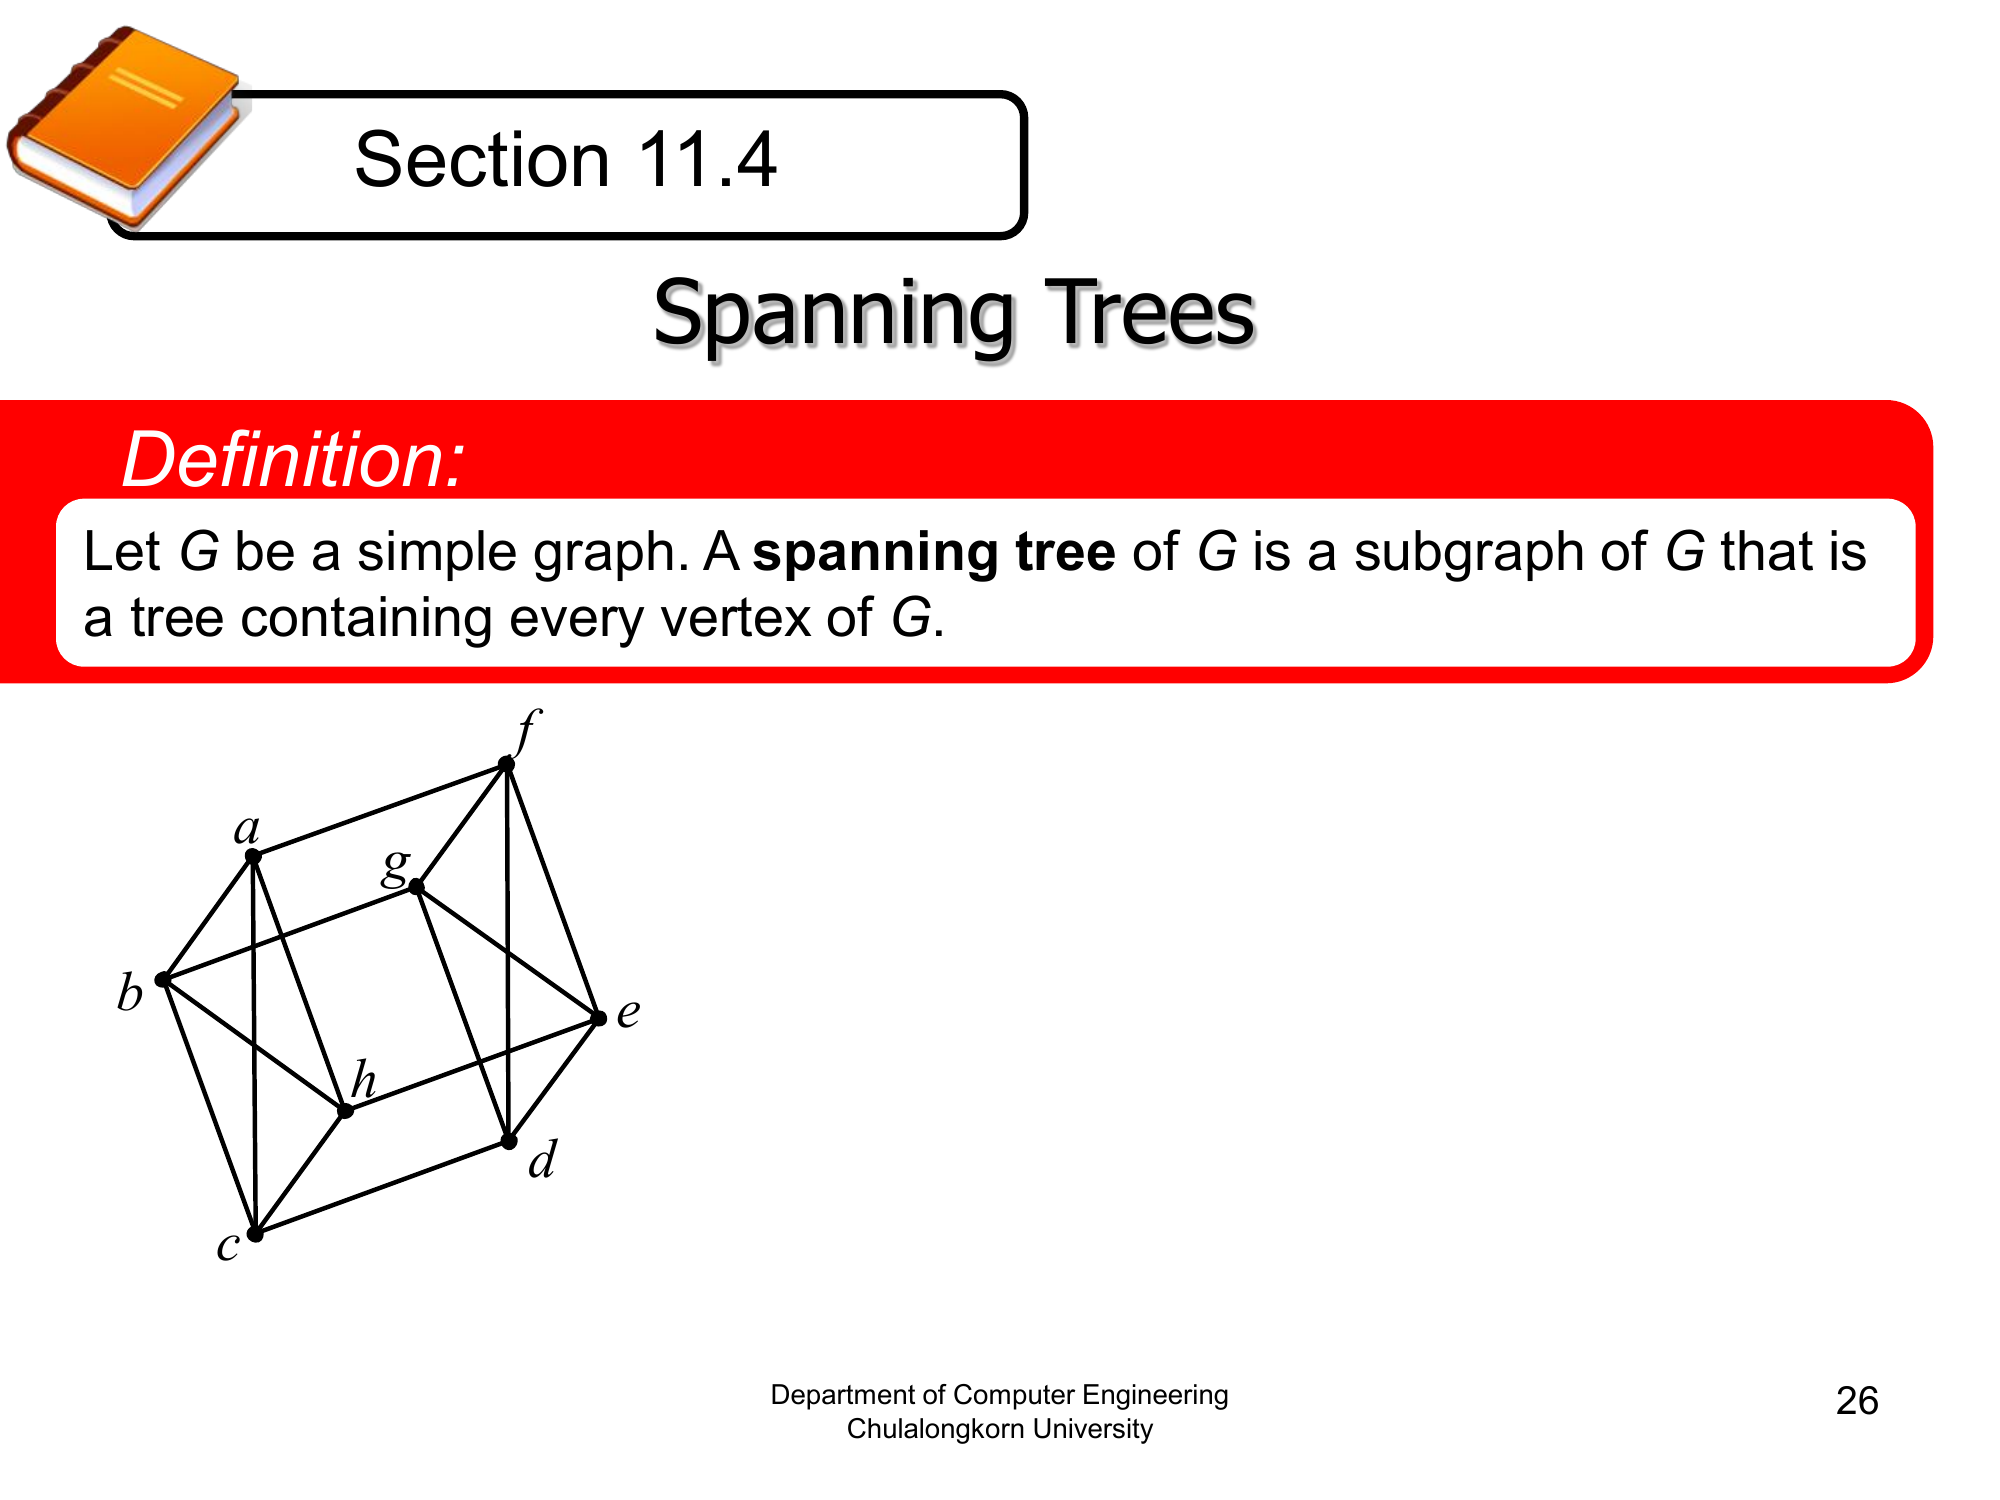 Section 11.4
Spanning Trees
Definition:
Let G be a simple graph. A spanning tree of G is a subgraph of G that is
a tree containing every vertex of G.
f
a
g
b
e
h
d
c
Department of Computer Engineering
Chulalongkorn University
26